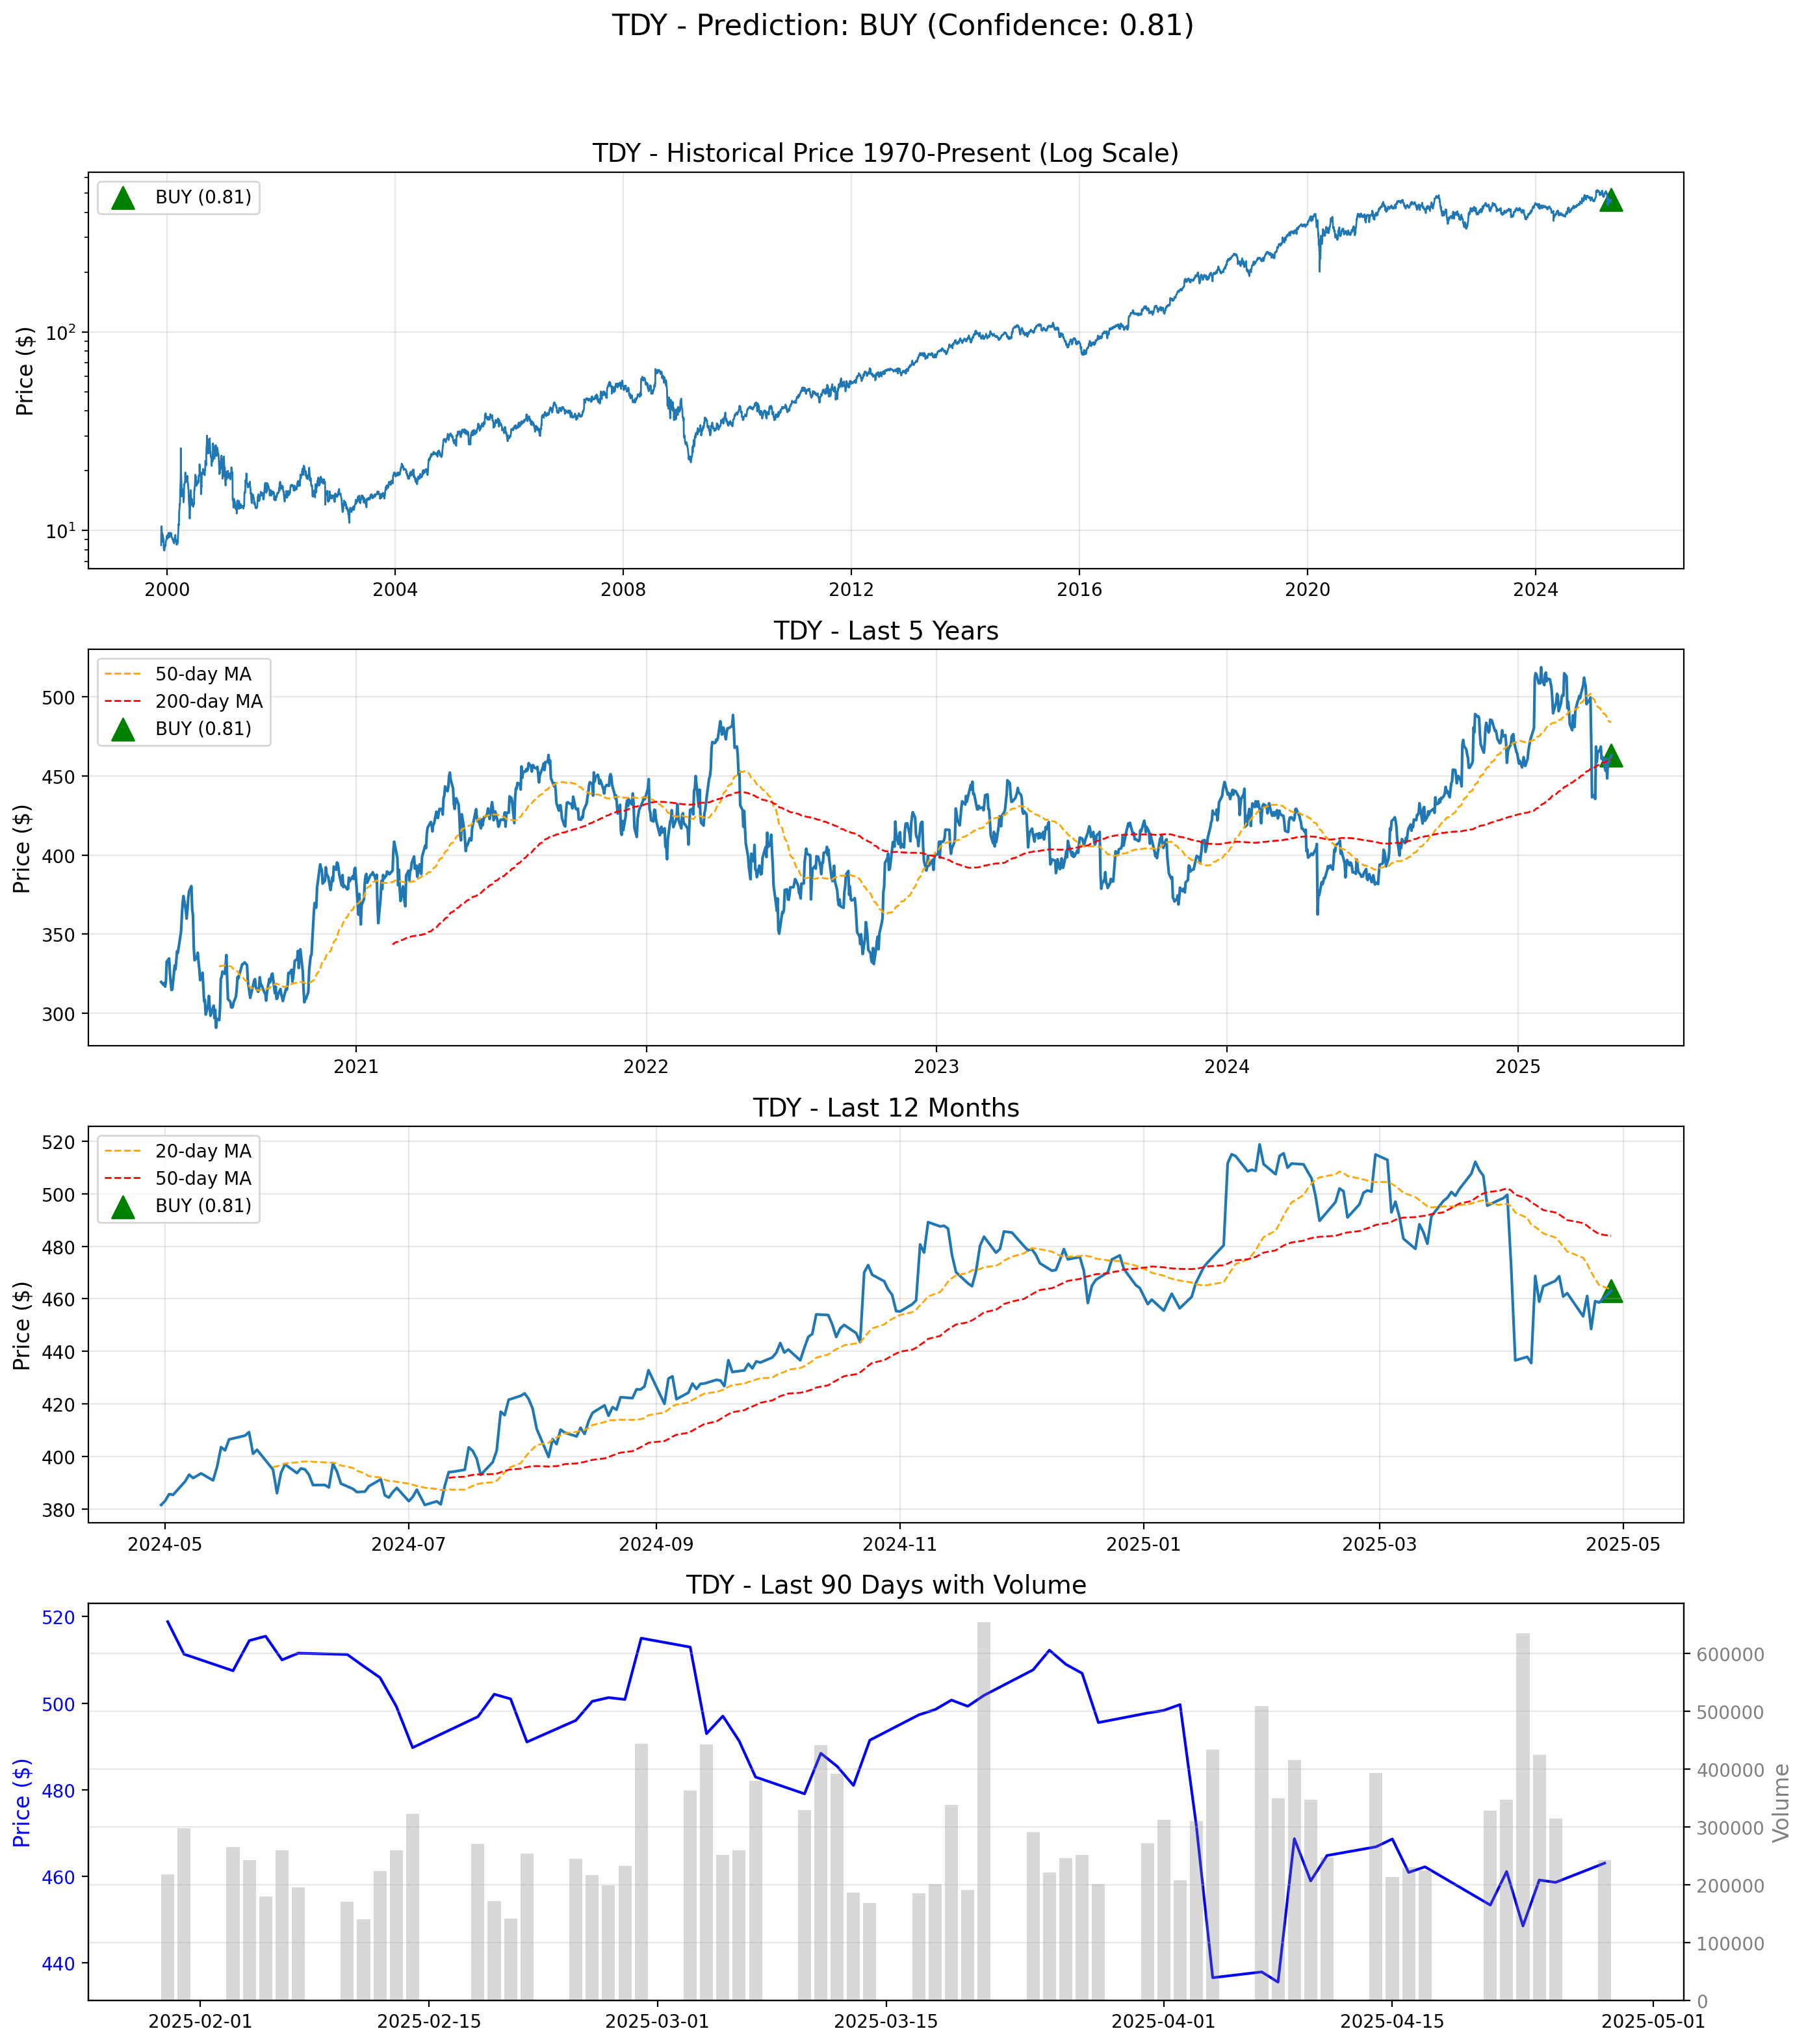 TDY - Prediction: BUY (Confidence: 0.81)
TDY - Historical Price 1970-Present (Log Scale)
BUY (0.81)
Price ($)
10²
10¹
2000 2004 2008 2012 2016 2020 2024
TDY - Last 5 Years
50-day MA
200-day MA
BUY (0.81)
Price ($)
500
450
400
350
300
2021 2022 2023 2024 2025
TDY - Last 12 Months
20-day MA
50-day MA
BUY (0.81)
Price ($)
520
500
480
460
440
420
400
380
2024-05 2024-07 2024-09 2024-11 2025-01 2025-03 2025-05
TDY - Last 90 Days with Volume
Price ($)
520
500
480
460
440
600000
500000
400000
300000
200000
100000
0
Volume
2025-02-01 2025-02-15 2025-03-01 2025-03-15 2025-04-01 2025-04-15 2025-05-01